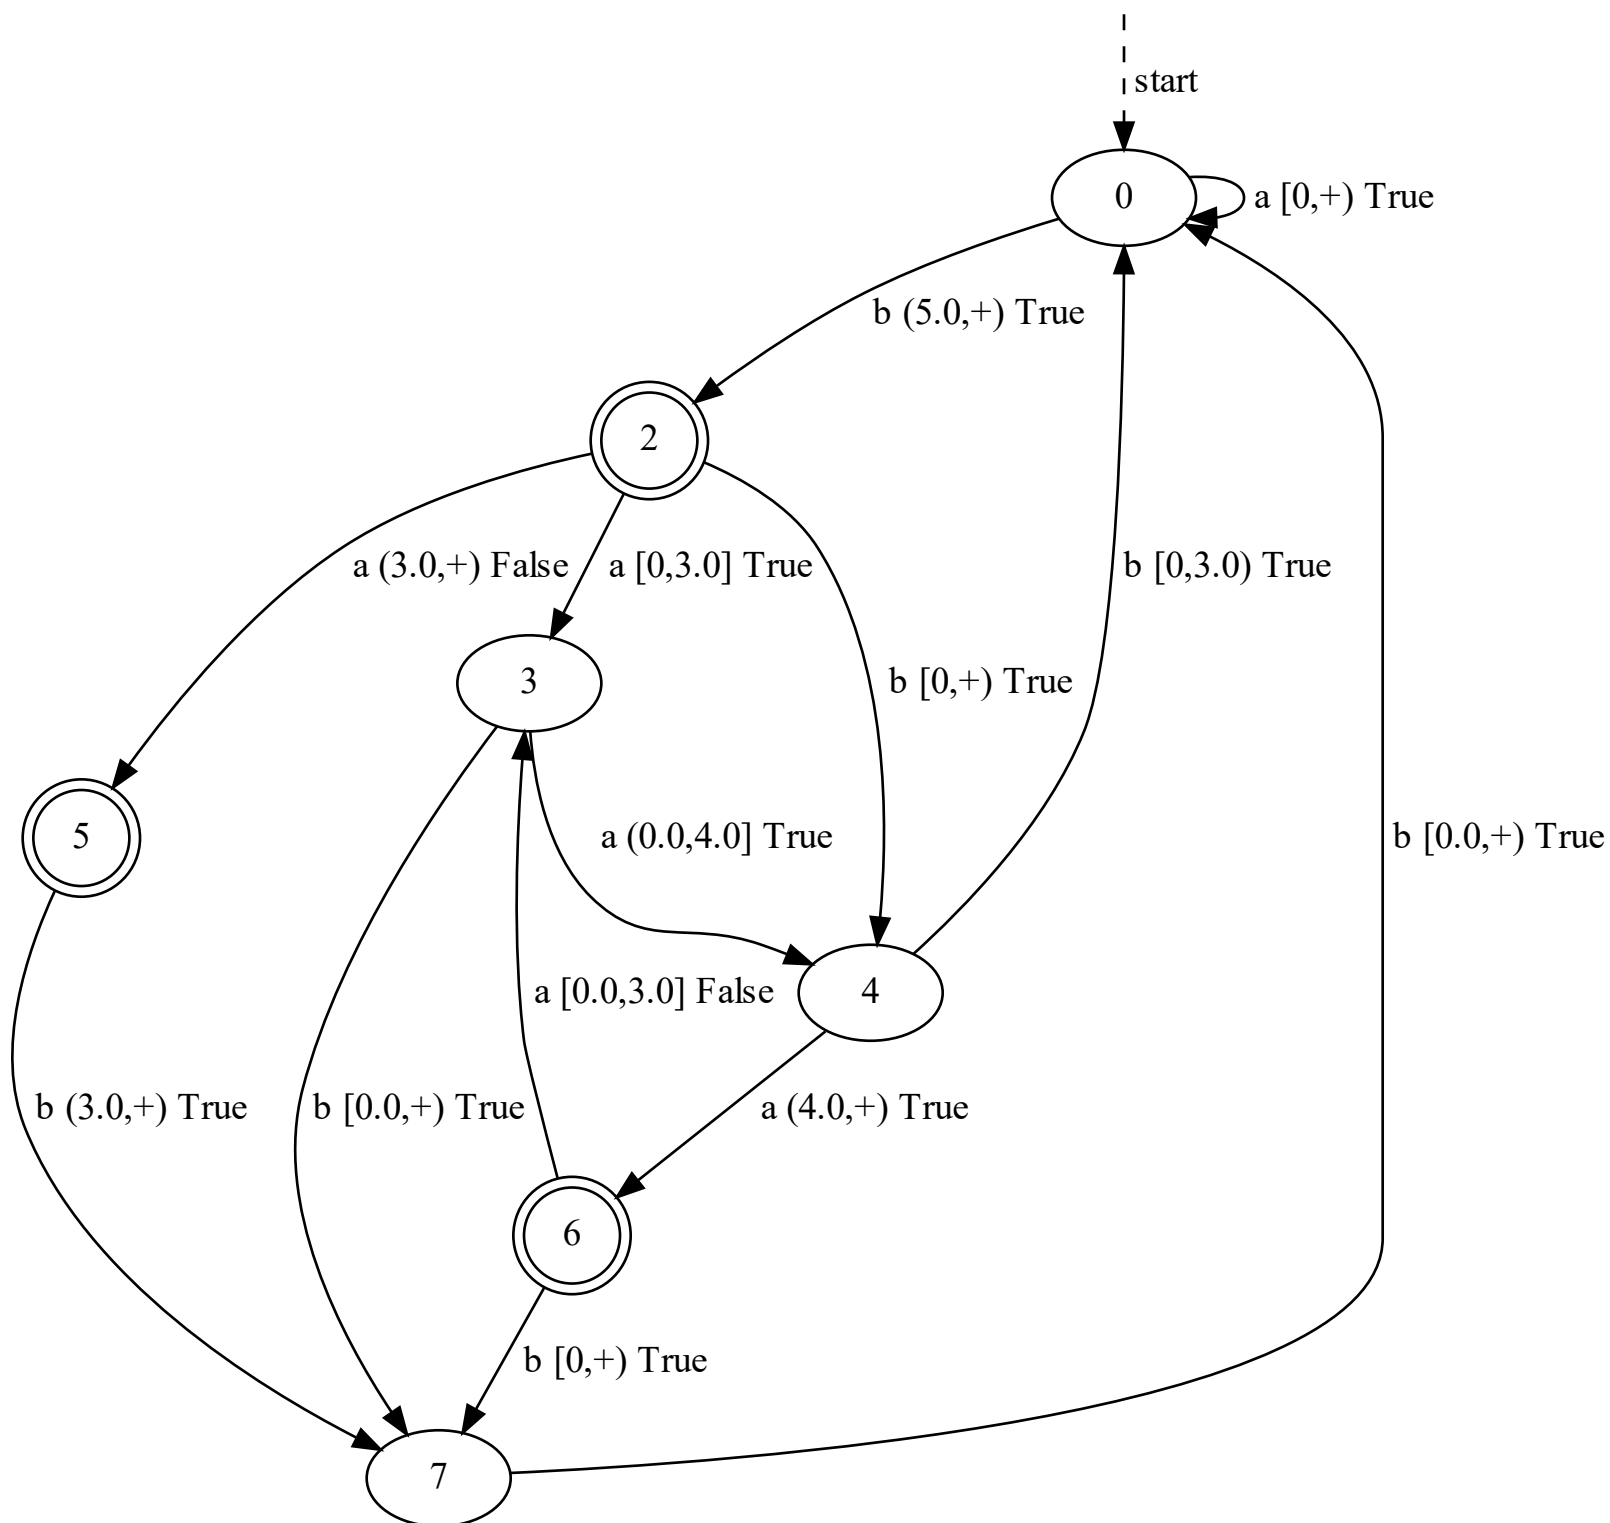 start
0
a [0,+) True
b (5.0,+) True
2
a (3.0,+) False
a [0,3.0] True
b [0,3.0) True
3
b [0,+) True
5
a (0.0,4.0] True
b [0.0,+) True
a [0.0,3.0] False
4
b (3.0,+) True
b [0.0,+) True
a (4.0,+) True
6
b [0,+) True
7